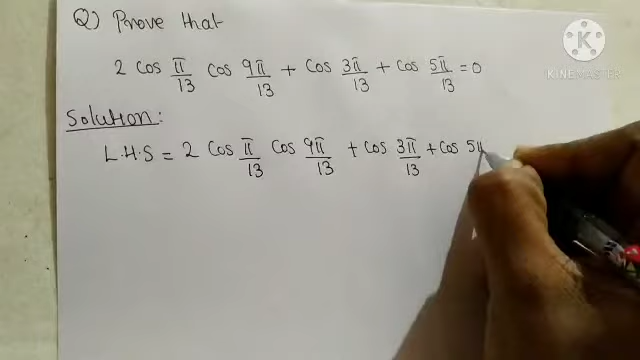 Q) Prove that
2 cos π/13 cos 9π/13 + cos 3π/13 + cos 5π/13 = 0
Solution:
L.H.S = 2 cos π/13 cos 9π/13 + cos 3π/13 + cos 5π
KINEMASTER